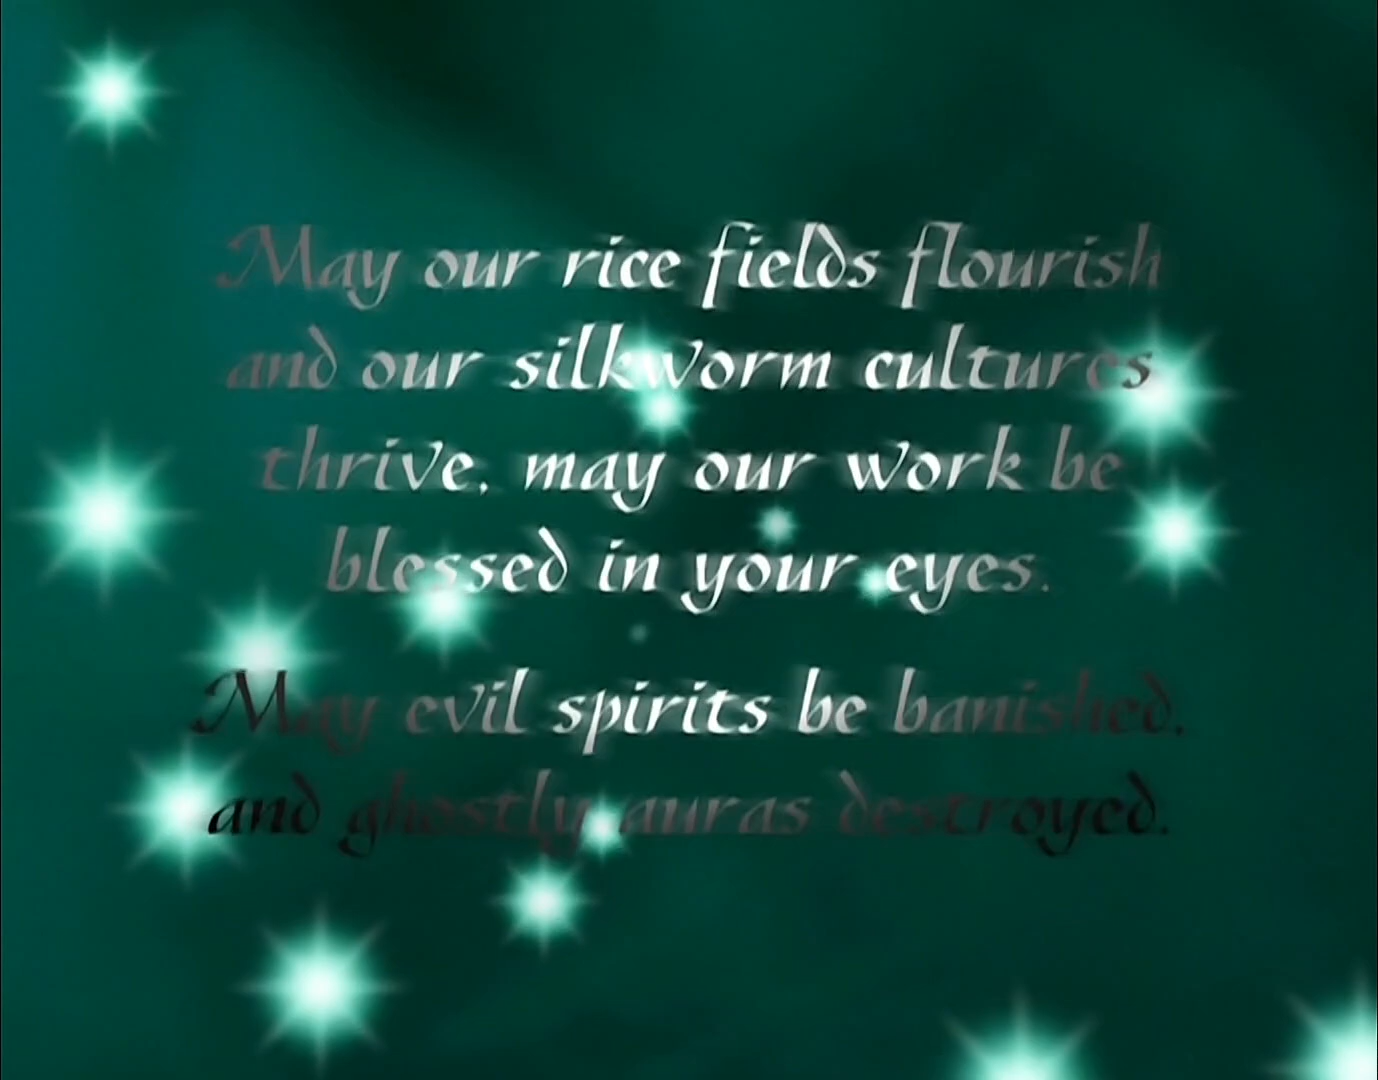 May our rice fields flourish
and our silkworm cultures
thrive, may our work be
blessed in your eyes.
May evil spirits be banished,
and ghostly auras destroyed.